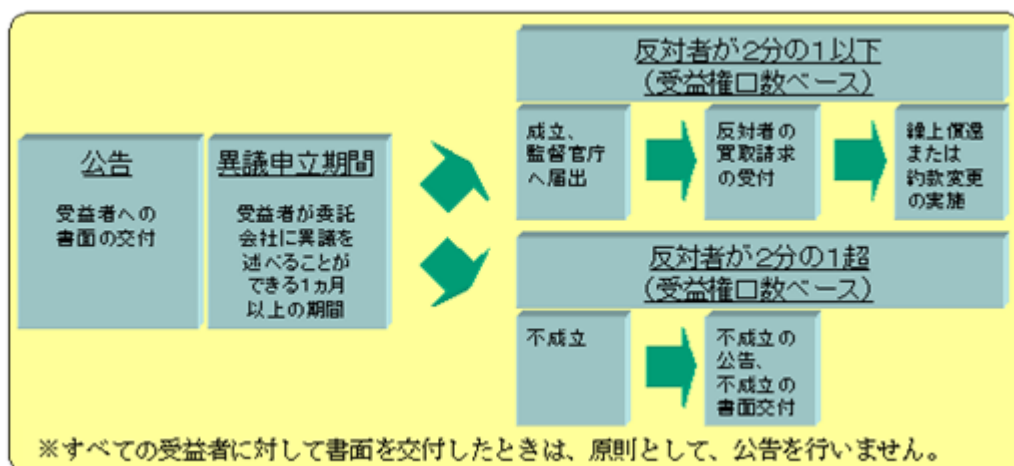 公告
受益者への
書面の交付
異議申立期間
受益者が委託
会社に異議を
述べることが
できる1ヵ月
以上の期間
反対者が2分の1以下
(受益権口数ベース)
成立、
監督官庁
へ届出
反対者の
買取請求
の受付
繰上償還
または
約款変更
の実施
反対者が2分の1超
(受益権口数ベース)
不成立
不成立の
公告、
不成立の
書面交付
※すべての受益者に対して書面を交付したときは、原則として、公告を行いません。